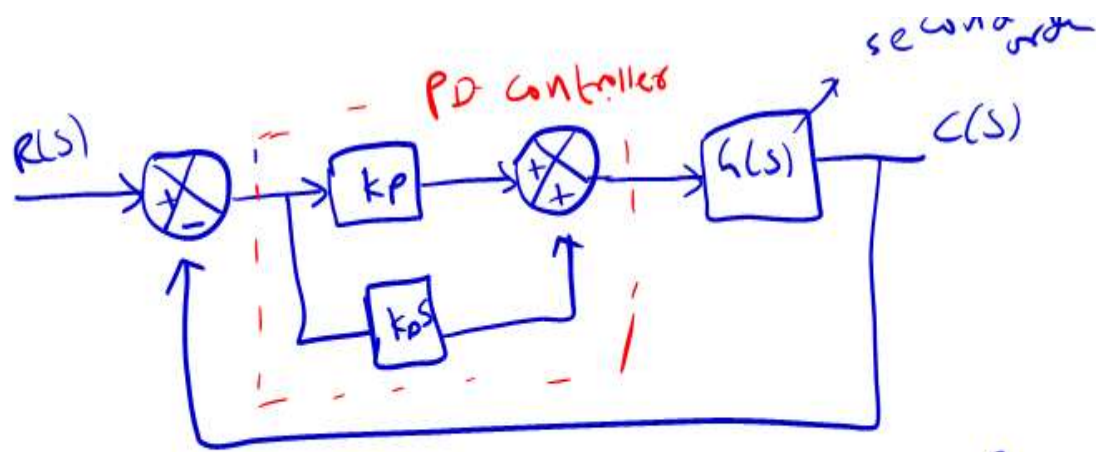 second
order
PD controller
R(S)
C(S)
kp
G(S)
+
-
+
+
kDS